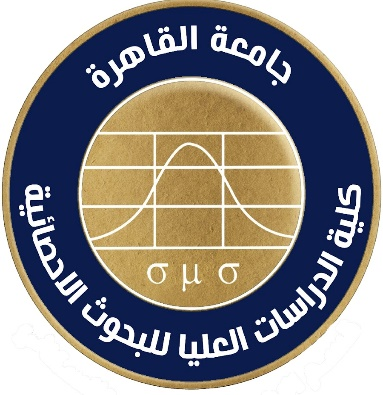 جامعة القاهرة
σ μ σ
كلية الدراسات العليا للبحوث الاحصائية